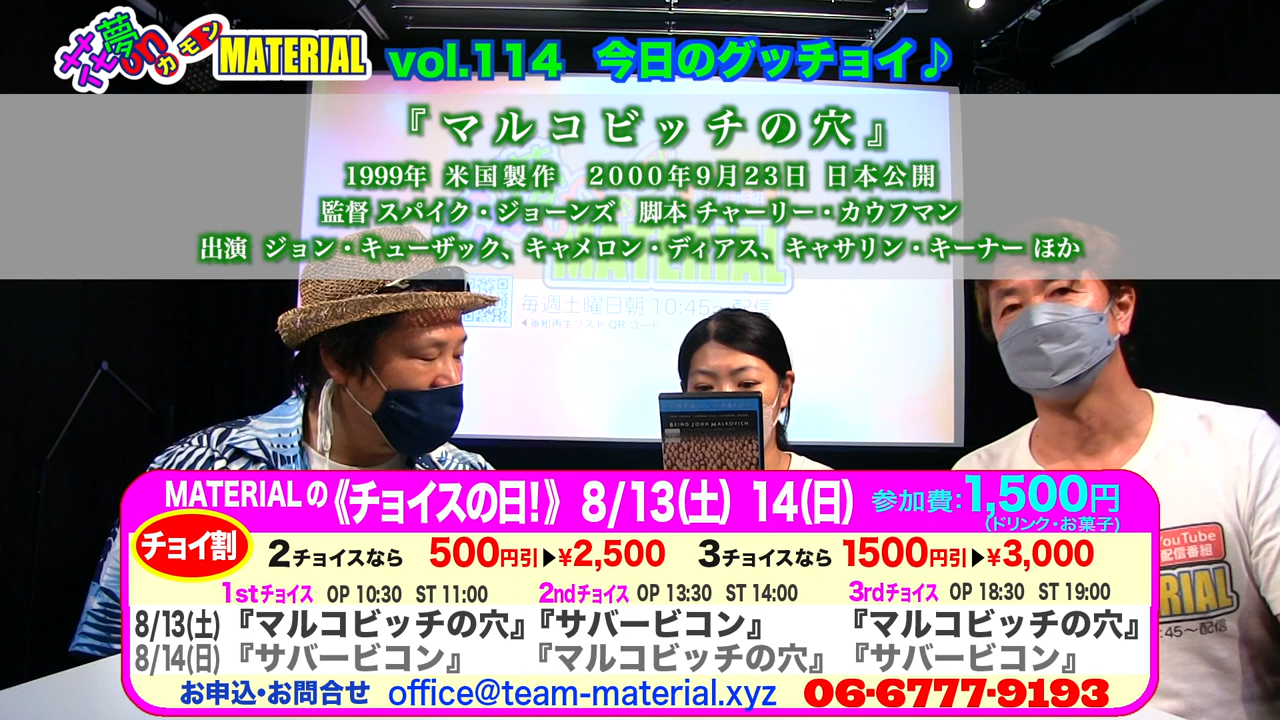 花夢いカモン MATERIAL vol.114 今日のグッチョイ♪
『マルコビッチの穴』
1999年 米国製作 2000年9月23日 日本公開
監督 スパイク・ジョーンズ 脚本 チャーリー・カウフマン
出演 ジョン・キューザック、キャメロン・ディアス、キャサリン・キーナー ほか
MATERIAL
毎週土曜日朝 10:45～配信
BEING JOHN MALKOVICH
MATERIALの《チョイスの日!》 8/13(土) 14(日) 参加費:1,500円
(ドリンク・お菓子)
チョイ割 2チョイスなら 500円引▶¥2,500 3チョイスなら 1500円引▶¥3,000
1stチョイス OP 10:30 ST 11:00 2ndチョイス OP 13:30 ST 14:00 3rdチョイス OP 18:30 ST 19:00
8/13(土) 『マルコビッチの穴』 『サバービコン』 『マルコビッチの穴』
8/14(日) 『サバービコン』 『マルコビッチの穴』 『サバービコン』
お申込・お問合せ office@team-material.xyz 06-6777-9193
YouTube
配信番組
RIAL
:45～配信